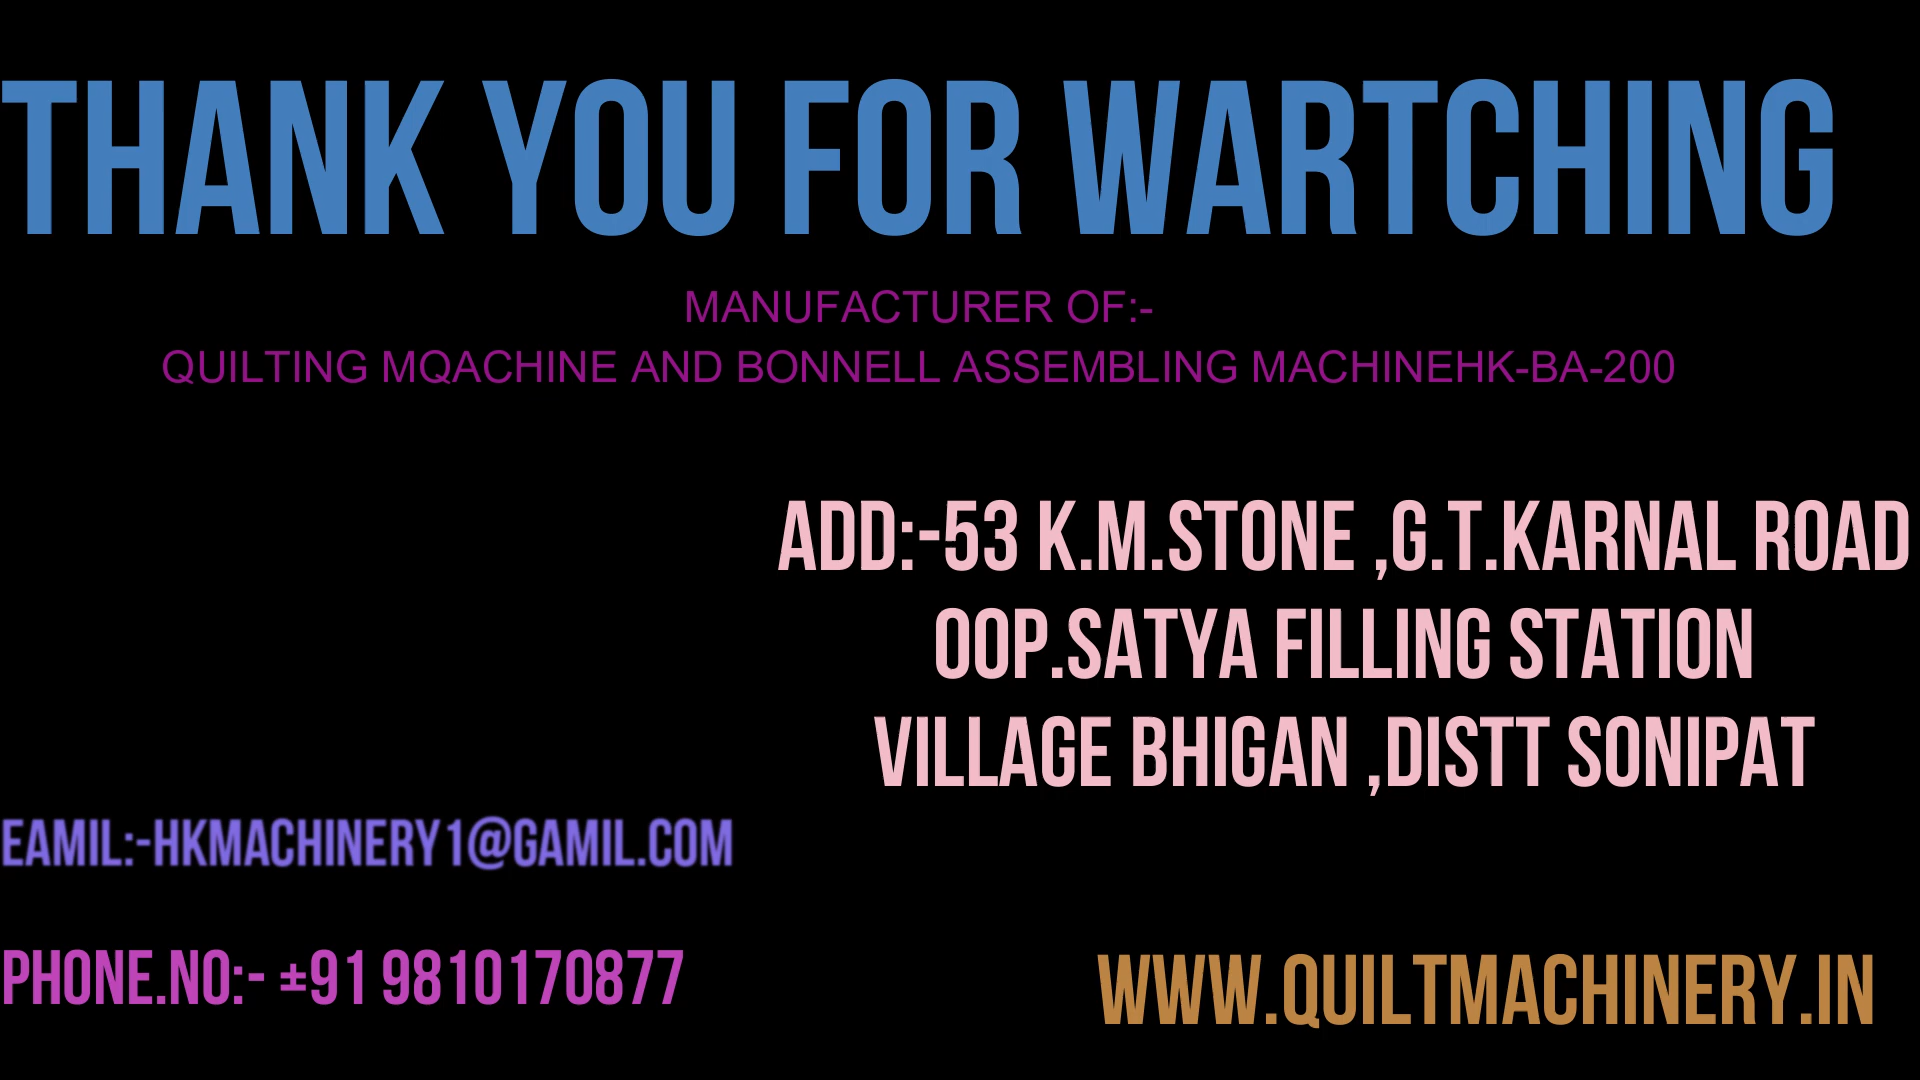 THANK YOU FOR WARTCHING
MANUFACTURER OF:-
QUILTING MQACHINE AND BONNELL ASSEMBLING MACHINEHK-BA-200
ADD:-53 K.M.STONE ,G.T.KARNAL ROAD
OOP.SATYA FILLING STATION
VILLAGE BHIGAN ,DISTT SONIPAT
EAMIL:-HKMACHINERY1@GAMIL.COM
PHONE.NO:- ±91 9810170877
WWW.QUILTMACHINERY.IN